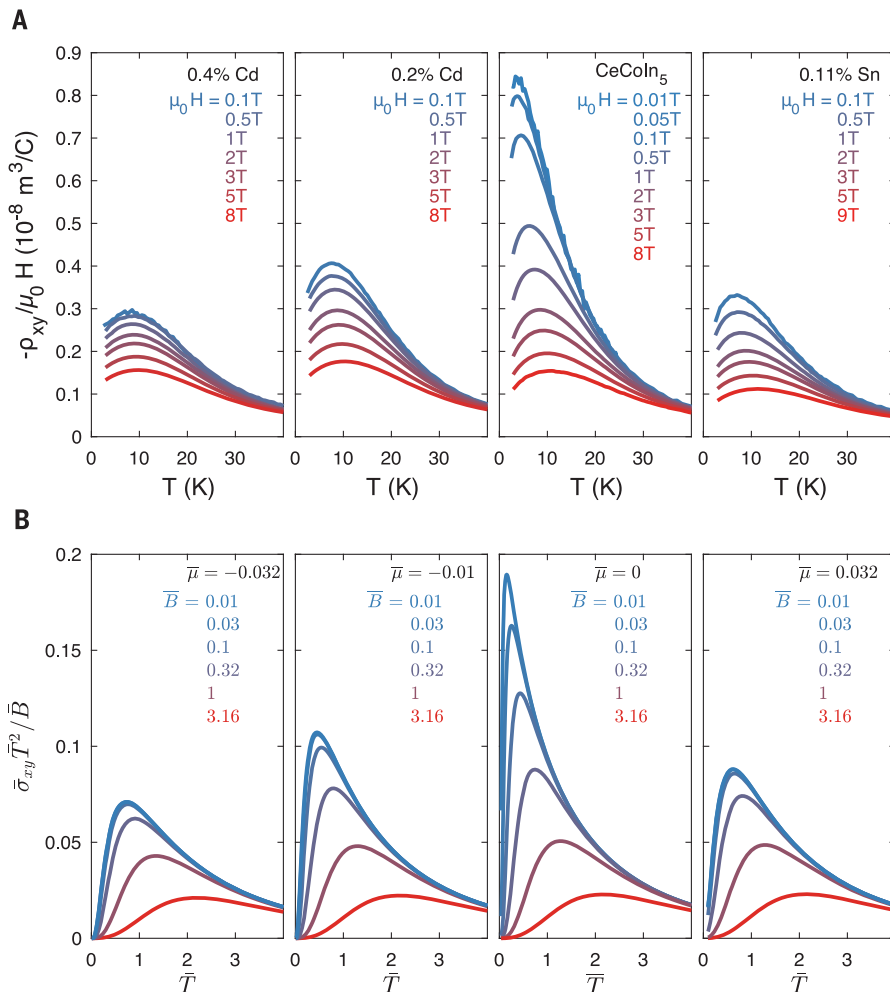 A
-ρxy/μ0 H (10-8 m3/C)
0.9
0.8
0.7
0.6
0.5
0.4
0.3
0.2
0.1
0
0.4% Cd
μ0 H = 0.1T
0.5T
1T
2T
3T
5T
8T
0 10 20 30
T (K)
0.2% Cd
μ0 H = 0.1T
0.5T
1T
2T
3T
5T
8T
0 10 20 30
T (K)
CeCoIn5
μ0 H = 0.01T
0.05T
0.1T
0.5T
1T
2T
3T
5T
8T
0 10 20 30
T (K)
0.11% Sn
μ0 H = 0.1T
0.5T
1T
2T
3T
5T
9T
0 10 20 30
T (K)
B
σ̄xy T̄2/B̄
0.2
0.15
0.1
0.05
0
μ̄ = −0.032
B̄ = 0.01
0.03
0.1
0.32
1
3.16
0 1 2 3
T̄
μ̄ = −0.01
B̄ = 0.01
0.03
0.1
0.32
1
3.16
0 1 2 3
T̄
μ̄ = 0
B̄ = 0.01
0.03
0.1
0.32
1
3.16
0 1 2 3
T̄
μ̄ = 0.032
B̄ = 0.01
0.03
0.1
0.32
1
3.16
0 1 2 3
T̄